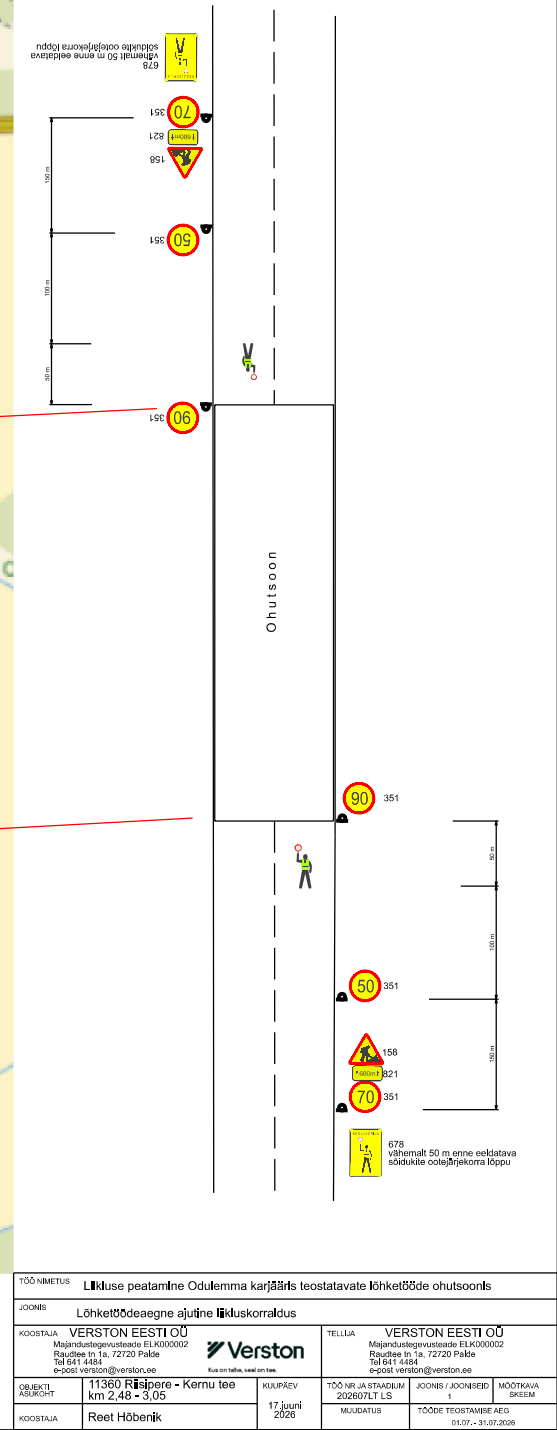 678
vähemalt 50 m enne eeldatava
sõidukite ootejärjekorra lõppu
351 70
821 600m
158
351 50
351 90
150 m
100 m
50 m
Ohutsoon
90 351
50 351
158
600m 821
70 351
678
vähemalt 50 m enne eeldatava
sõidukite ootejärjekorra lõppu
50 m
100 m
150 m
TÖÖ NIMETUS Liikluse peatamine Odulemma karjääris teostatavate lõhketööde ohutsoonis
JOONIS Lõhketöödeaegne ajutine liikluskorraldus
KOOSTAJA VERSTON EESTI OÜ
Majandustegevusteade ELK000002
Raudtee tn 1a, 72720 Paide
Tel 641 4484
e-post verston@verston.ee
Verston
Kus on tahe, seal on tee.
TELLIJA VERSTON EESTI OÜ
Majandustegevusteade ELK000002
Raudtee tn 1a, 72720 Paide
Tel 641 4484
e-post verston@verston.ee
OBJEKTI ASUKOHT 11360 Riisipere - Kernu tee
km 2,48 - 3,05
KUUPÄEV
17.juuni
2026
TÖÖ NR JA STAADIUM
202607LT LS
JOONIS / JOONISEID
1
MÕÕTKAVA
SKEEM
KOOSTAJA Reet Hõbenik
MUUDATUS
TÖÖDE TEOSTAMISE AEG
01.07. - 31.07.2026